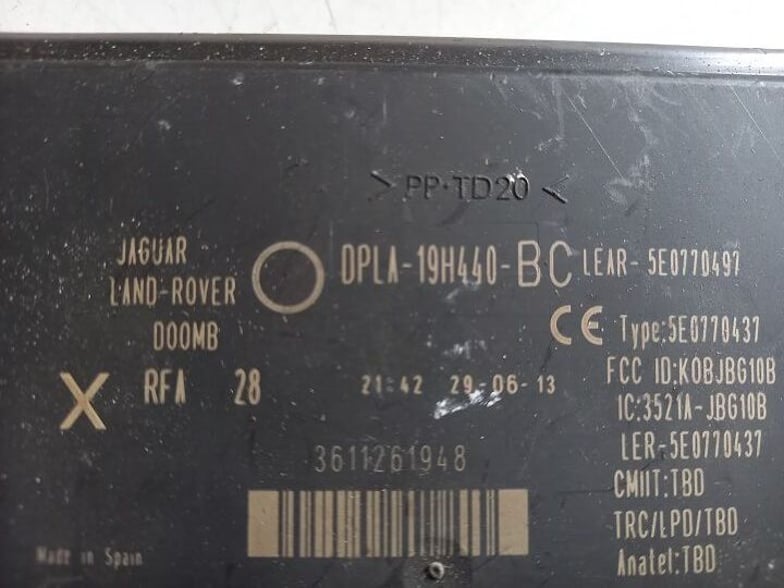 >PP-TD20<
JAGUAR
LAND-ROVER
DPLA-19H440-BC
LEAR-5E0770497
DOOMB
CE Type:5E0770437
X RFA 28
21:42 29-06-13
FCC ID:KOBJBG10B
IC:3521A-JBG10B
3611261948
LER-5E0770437
CMIIT:TBD
TRC/LPD/TBD
Made in Spain
Anatel:TBD